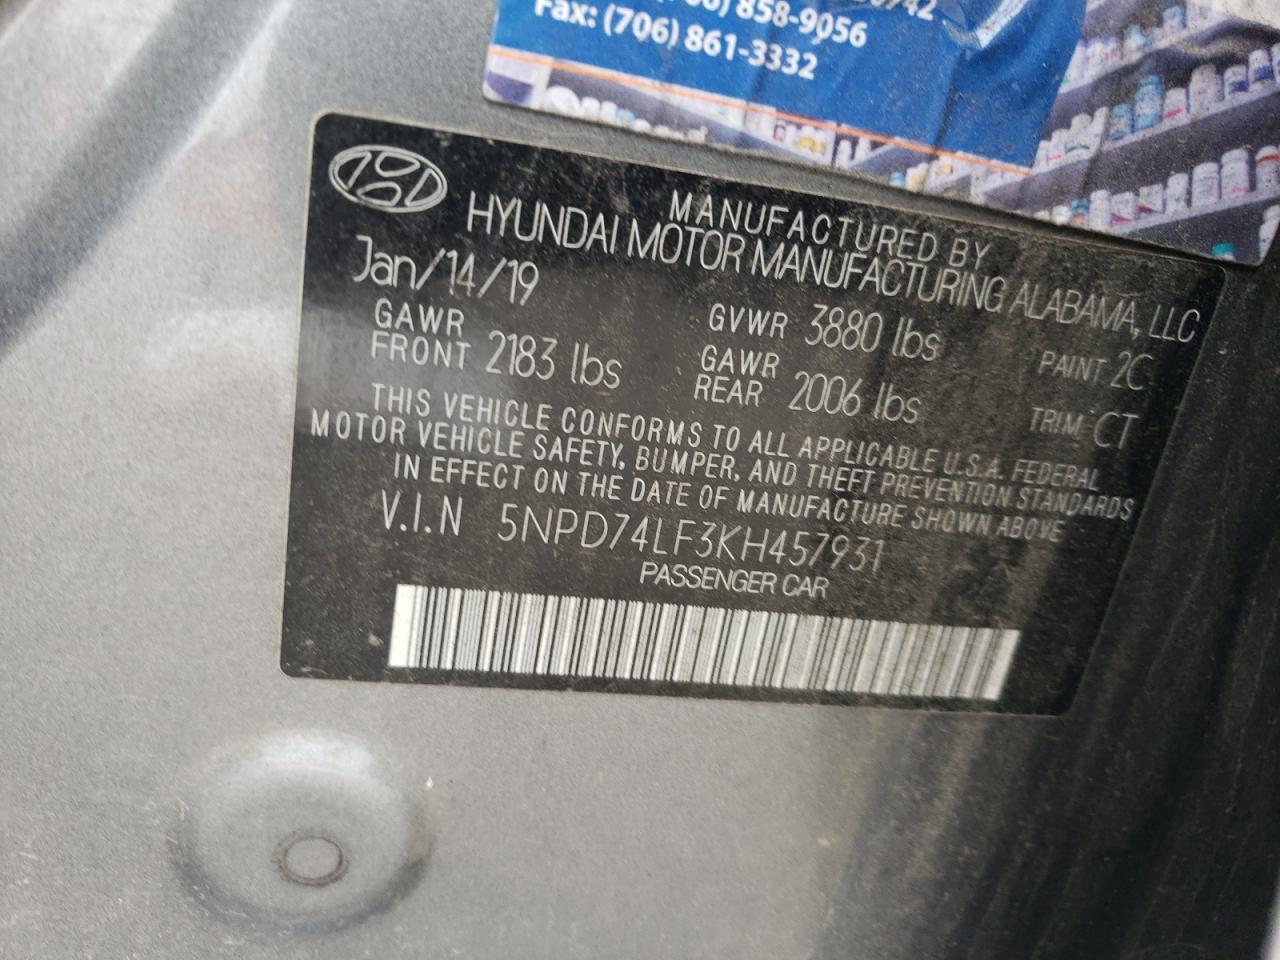 858-9056
Fax: (706) 861-3332
MANUFACTURED BY
HYUNDAI MOTOR MANUFACTURING ALABAMA, LLC
Jan/14/19
GAWR FRONT 2183 lbs
GVWR 3880 lbs
GAWR REAR 2006 lbs
PAINT 2C
TRIM CT
THIS VEHICLE CONFORMS TO ALL APPLICABLE U.S.A. FEDERAL
MOTOR VEHICLE SAFETY, BUMPER, AND THEFT PREVENTION STANDARDS
IN EFFECT ON THE DATE OF MANUFACTURE SHOWN ABOVE
V.I.N 5NPD74LF3KH457931
PASSENGER CAR